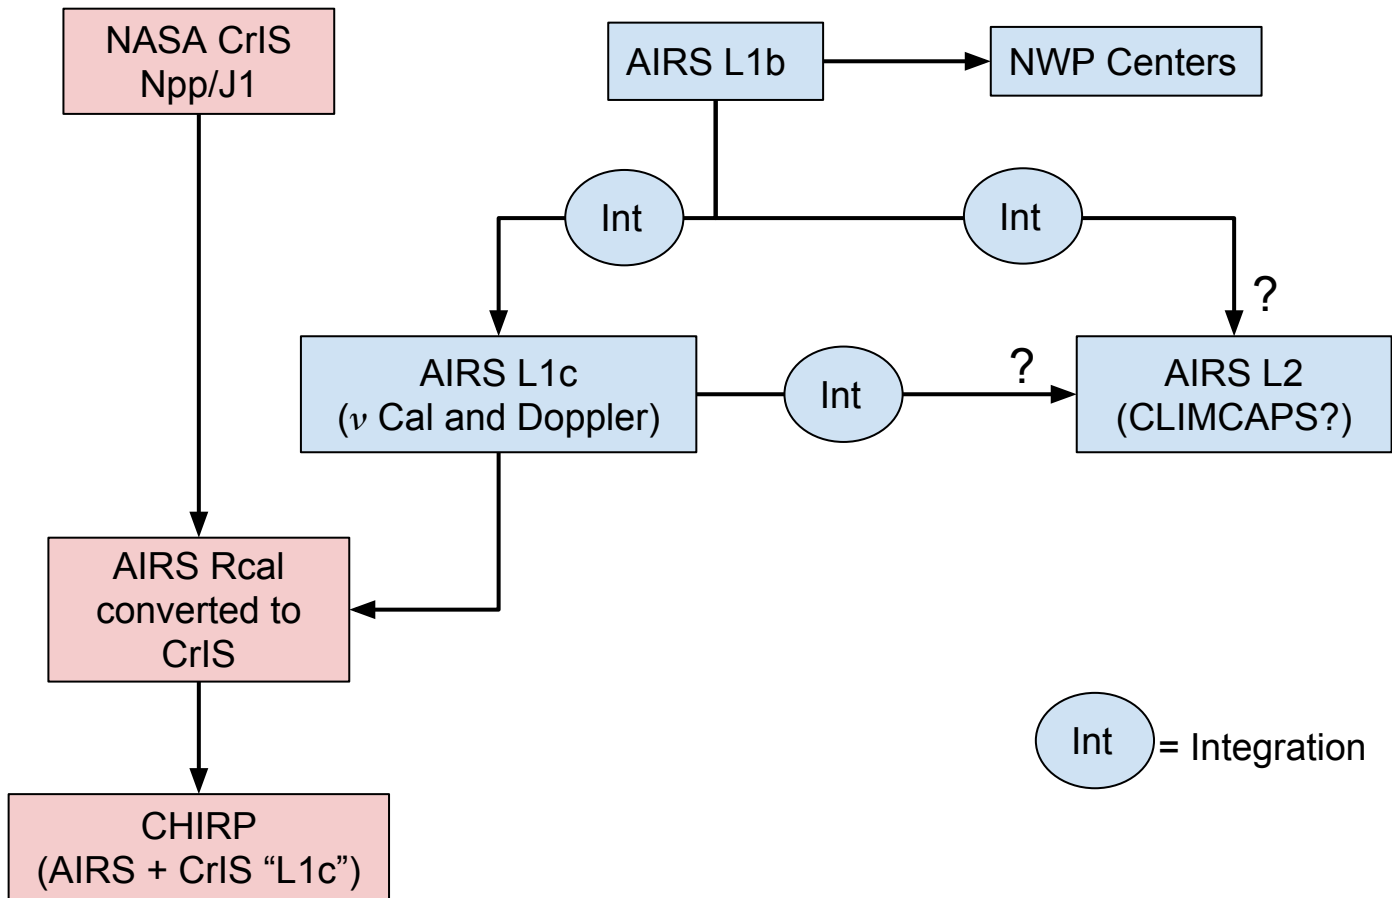 NASA CrIS
Npp/J1
AIRS L1b
NWP Centers
Int
Int
?
AIRS L1c
(ν Cal and Doppler)
Int
?
AIRS L2
(CLIMCAPS?)
AIRS Rcal
converted to
CrIS
Int
= Integration
CHIRP
(AIRS + CrIS “L1c”)